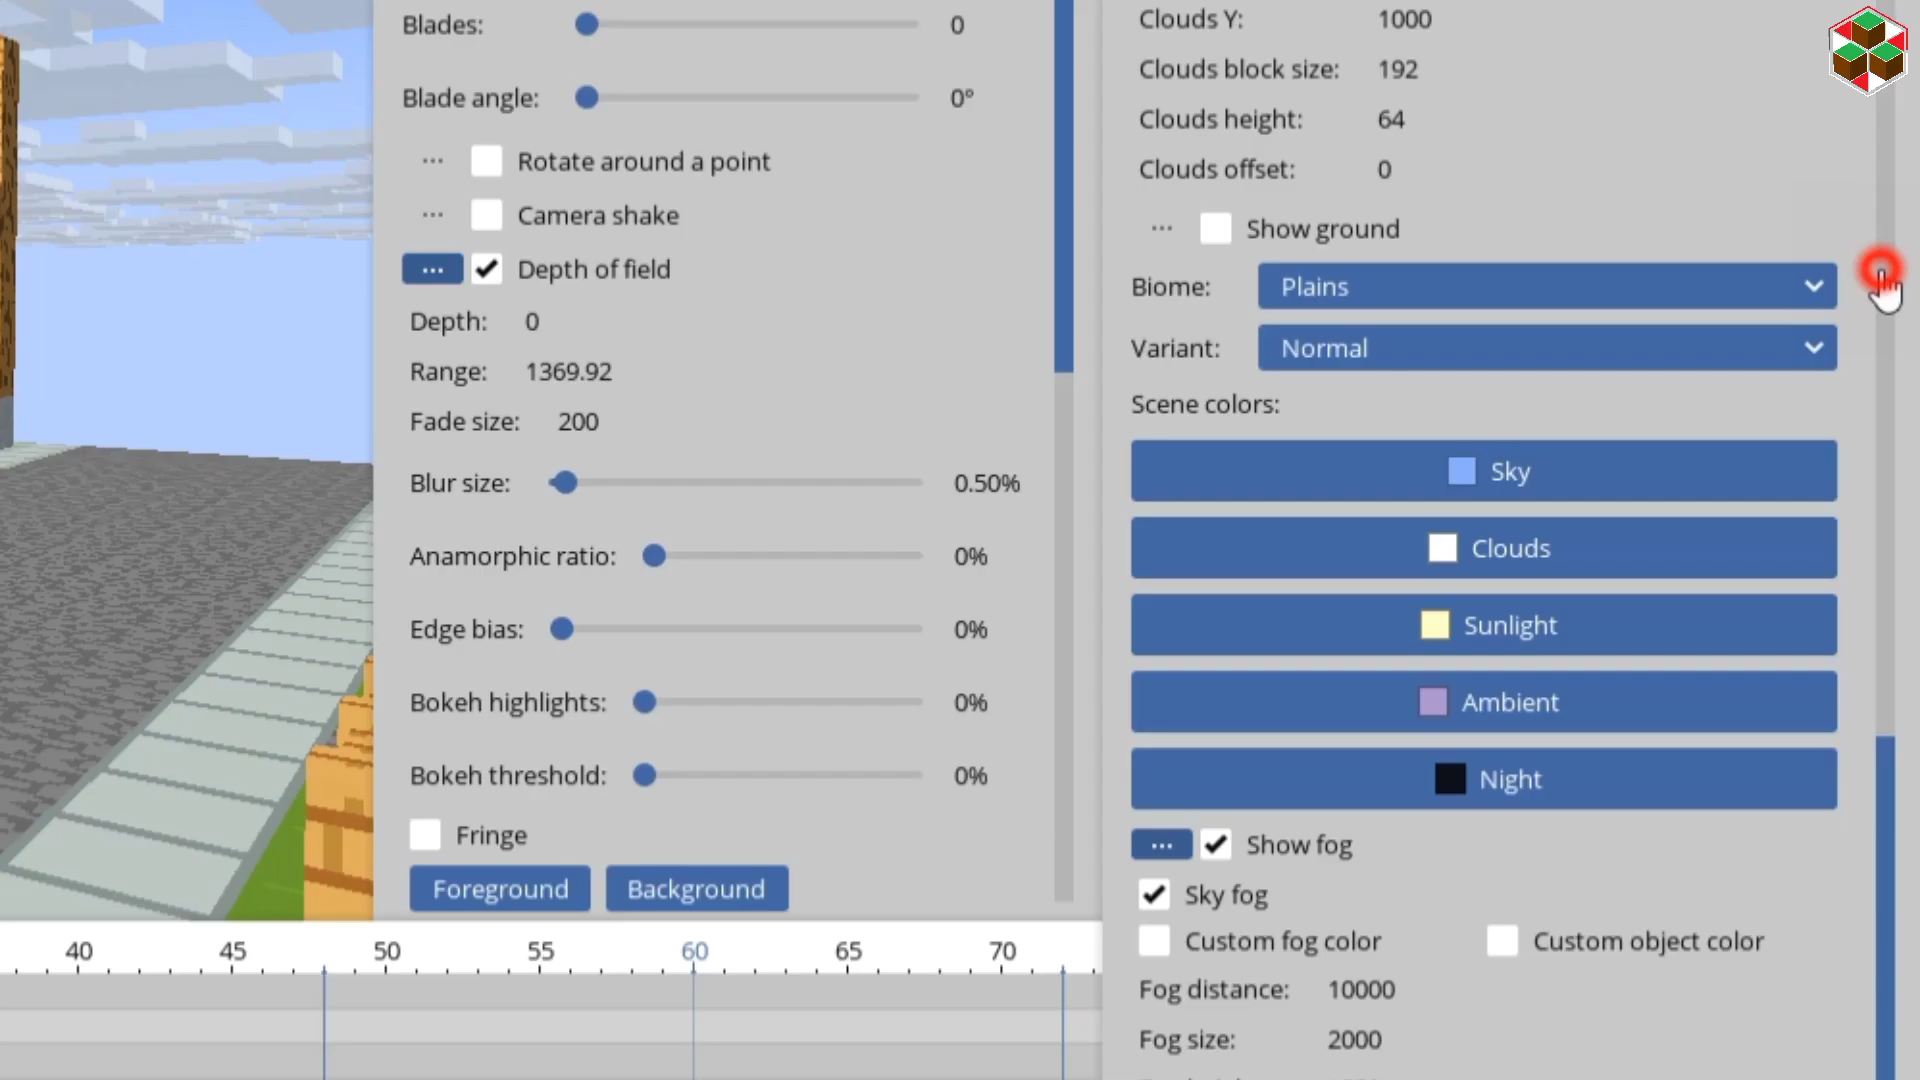 Blades: 0
Blade angle: 0°
... Rotate around a point
... Camera shake
... Depth of field
Depth: 0
Range: 1369.92
Fade size: 200
Blur size: 0.50%
Anamorphic ratio: 0%
Edge bias: 0%
Bokeh highlights: 0%
Bokeh threshold: 0%
Fringe
Foreground Background
40 45 50 55 60 65 70
Clouds Y: 1000
Clouds block size: 192
Clouds height: 64
Clouds offset: 0
... Show ground
Biome: Plains
Variant: Normal
Scene colors:
Sky
Clouds
Sunlight
Ambient
Night
... Show fog
Sky fog
Custom fog color Custom object color
Fog distance: 10000
Fog size: 2000